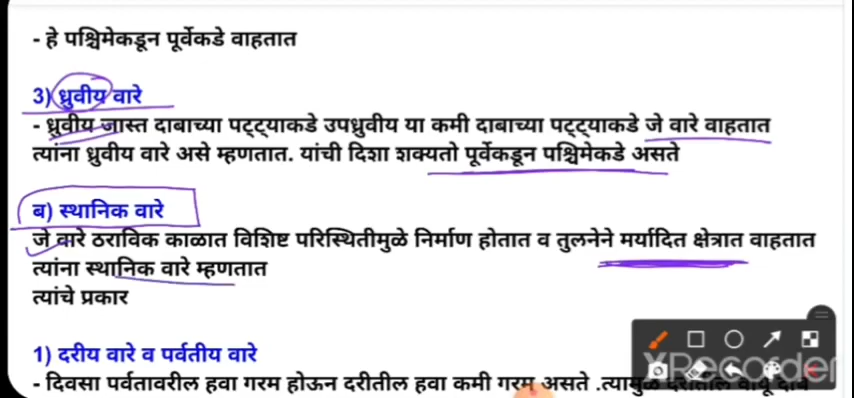 - हे पश्चिमेकडून पूर्वेकडे वाहतात
3) ध्रुवीय वारे
- ध्रुवीय जास्त दाबाच्या पट्ट्याकडे उपध्रुवीय या कमी दाबाच्या पट्ट्याकडे जे वारे वाहतात
त्यांना ध्रुवीय वारे असे म्हणतात. यांची दिशा शक्यतो पूर्वेकडून पश्चिमेकडे असते
ब) स्थानिक वारे
जे वारे ठराविक काळात विशिष्ट परिस्थितीमुळे निर्माण होतात व तुलनेने मर्यादित क्षेत्रात वाहतात
त्यांना स्थानिक वारे म्हणतात
त्यांचे प्रकार
1) दरीय वारे व पर्वतीय वारे
- दिवसा पर्वतावरील हवा गरम होऊन दरीतील हवा कमी गरम असते .त्यामुळे दरीतील वायू दाब
XRecorder